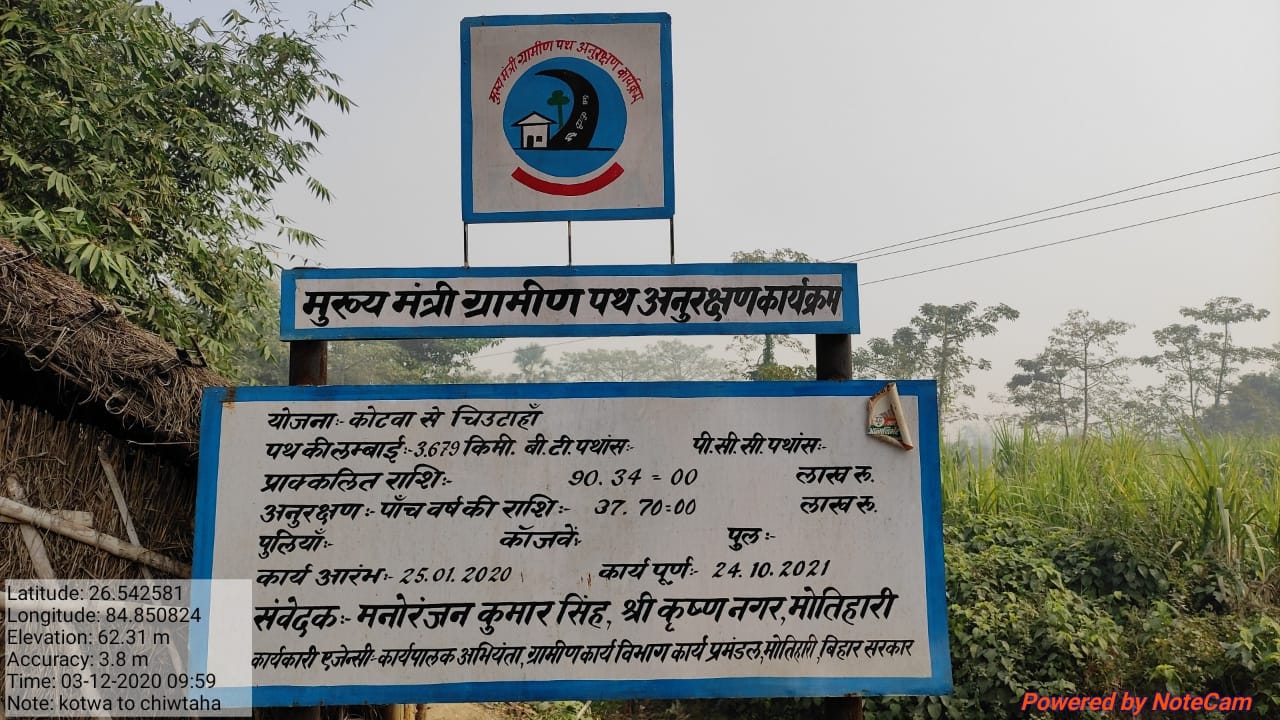 मुख्य मंत्री ग्रामीण पथ अनुरक्षण कार्यक्रम
मुख्य मंत्री ग्रामीण पथ अनुरक्षण कार्यक्रम
योजनाः- कोटवा से चिउटाहाँ
पथ की लम्बाईः- 3.679 किमी. वी.टी.पथांसः- पी.सी.सी.पथांसः-
प्राक्कलित राशिः- 90.34=00 लाख रू.
अनुरक्षणः- पाँच वर्ष की राशिः- 37.70=00 लाख रू.
पुलियाँः- कॉजवेंः पुलः-
कार्य आरंभः- 25.01.2020 कार्य पूर्णः- 24.10.2021
संवेदकः- मनोरंजन कुमार सिंह, श्री कृष्ण नगर, मोतिहारी
कार्यकारी एजेन्सीः- कार्यपालक अभियंता, ग्रामीण कार्य विभाग कार्य प्रमंडल, मोतिहारी, बिहार सरकार
Latitude: 26.542581
Longitude: 84.850824
Elevation: 62.31 m
Accuracy: 3.8 m
Time: 03-12-2020 09:59
Note: kotwa to chiwtaha
Powered by NoteCam